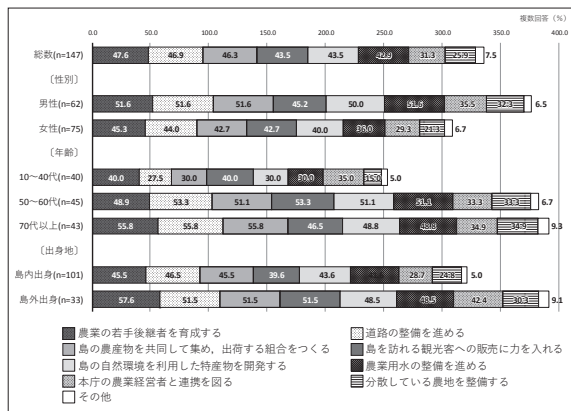 複数回答(%)
0.0 50.0 100.0 150.0 200.0 250.0 300.0 350.0 400.0
総数(n=147) 47.6 46.9 46.3 43.5 43.5 31.3 25.9 7.5
〔性別〕
男性(n=62) 51.6 51.6 51.6 45.2 50.0 51.6 35.5 32.3 6.5
女性(n=75) 45.3 44.0 42.7 42.7 40.0 36.0 29.3 21.3 6.7
〔年齢〕
10～40代(n=40) 40.0 27.5 30.0 40.0 30.0 30.0 35.0 15.0 5.0
50～60代(n=45) 48.9 53.3 51.1 53.3 51.1 51.1 33.3 33.3 6.7
70代以上(n=43) 55.8 55.8 55.8 46.5 48.8 48.8 34.9 34.9 9.3
〔出身地〕
島内出身(n=101) 45.5 46.5 45.5 39.6 43.6 28.7 24.8 5.0
島外出身(n=33) 57.6 51.5 51.5 51.5 48.5 48.5 42.4 30.3 9.1
農業の若手後継者を育成する 道路の整備を進める
島の農産物を共同して集め，出荷する組合をつくる 島を訪れる観光客への販売に力を入れる
島の自然環境を利用した特産物を開発する 農業用水の整備を進める
本庁の農業経営者と連携を図る 分散している農地を整備する
その他